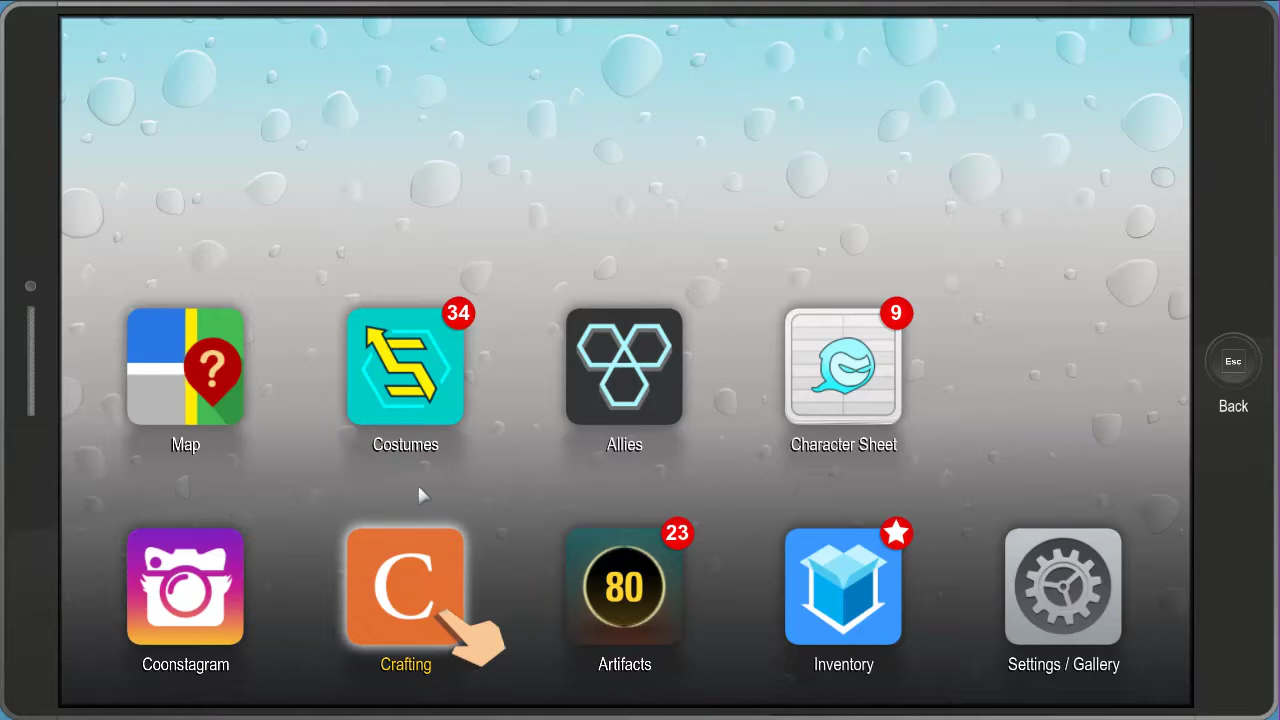 34
9
Map
Costumes
Allies
Character Sheet
Esc
Back
C
80
23
Coonstagram
Crafting
Artifacts
Inventory
Settings / Gallery
?